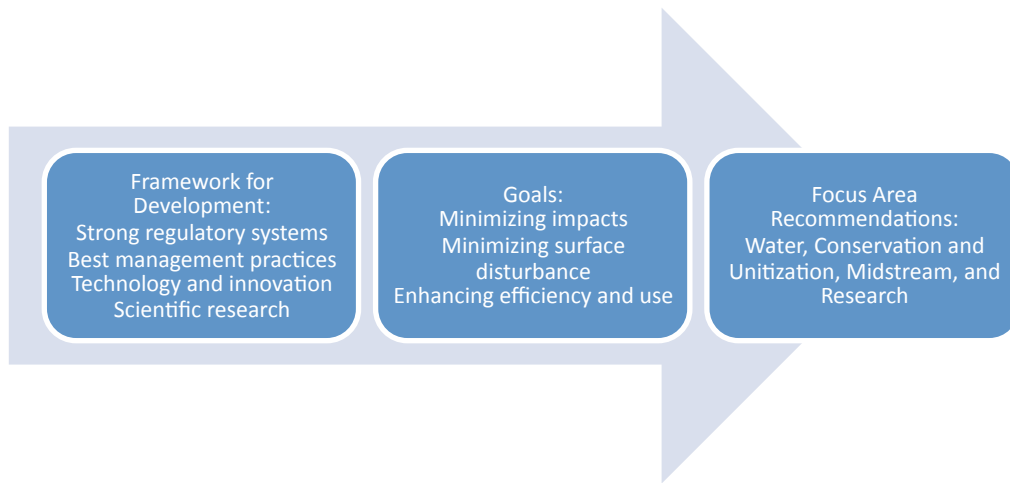 Framework for
Development:
Strong regulatory systems
Best management practices
Technology and innovation
Scientific research
Goals:
Minimizing impacts
Minimizing surface
disturbance
Enhancing efficiency and use
Focus Area
Recommendations:
Water, Conservation and
Unitization, Midstream, and
Research